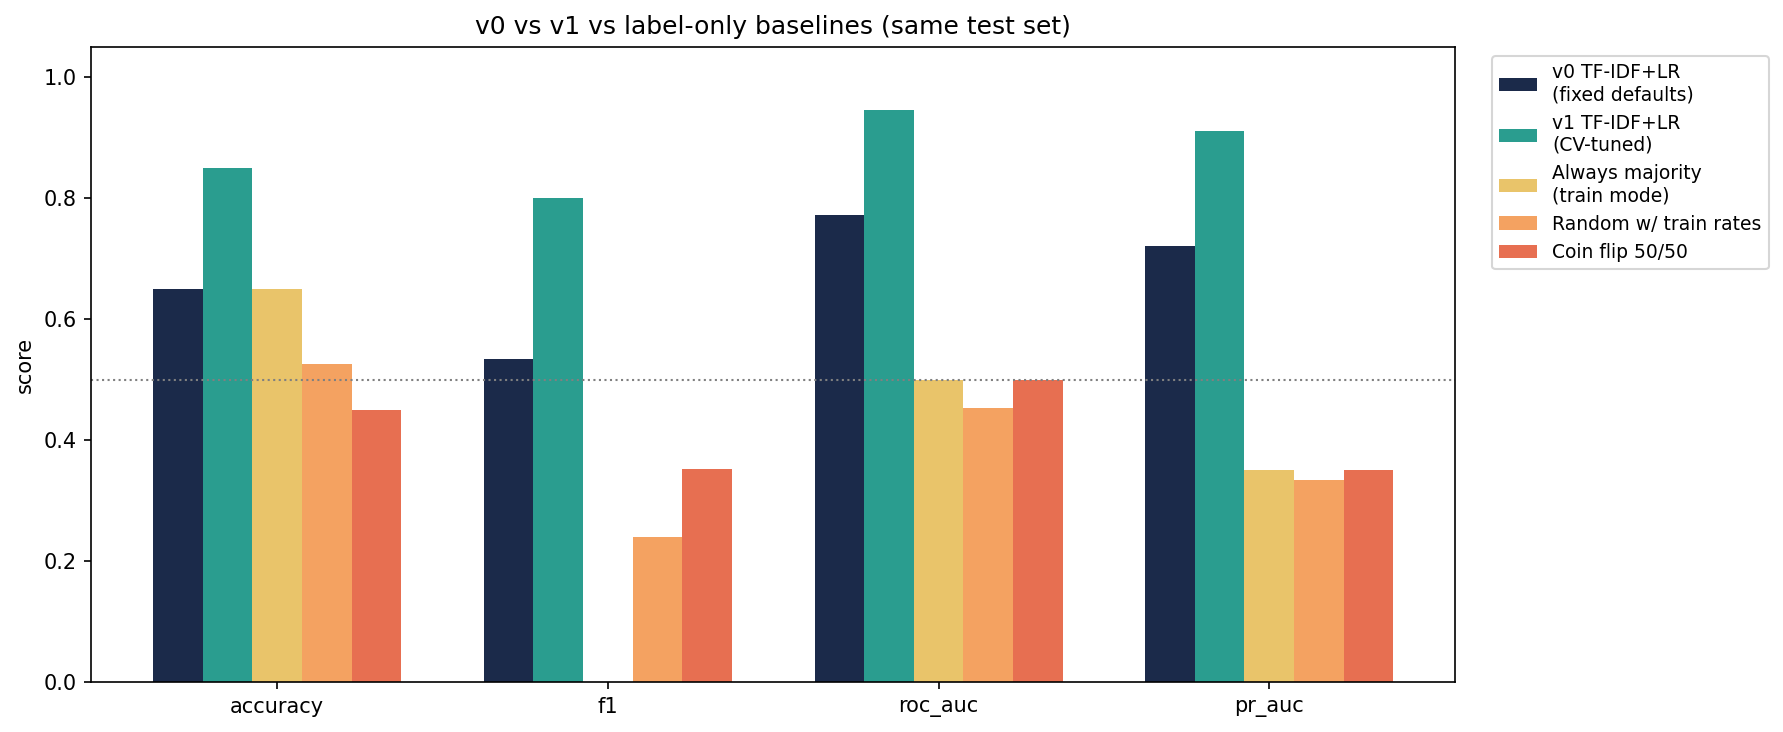 v0 vs v1 vs label-only baselines (same test set)
1.0
0.8
0.6
0.4
0.2
0.0
score
accuracy
f1
roc_auc
pr_auc
v0 TF-IDF+LR
(fixed defaults)
v1 TF-IDF+LR
(CV-tuned)
Always majority
(train mode)
Random w/ train rates
Coin flip 50/50